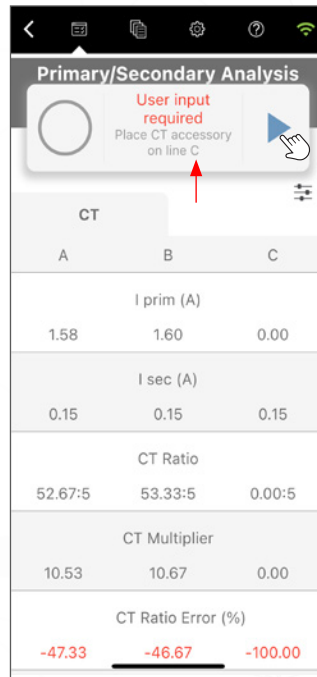 Primary/Secondary Analysis
User input
required
Place CT accessory
on line C
CT
A B C
I prim (A)
1.58 1.60 0.00
I sec (A)
0.15 0.15 0.15
CT Ratio
52.67:5 53.33:5 0.00:5
CT Multiplier
10.53 10.67 0.00
CT Ratio Error (%)
-47.33 -46.67 -100.00